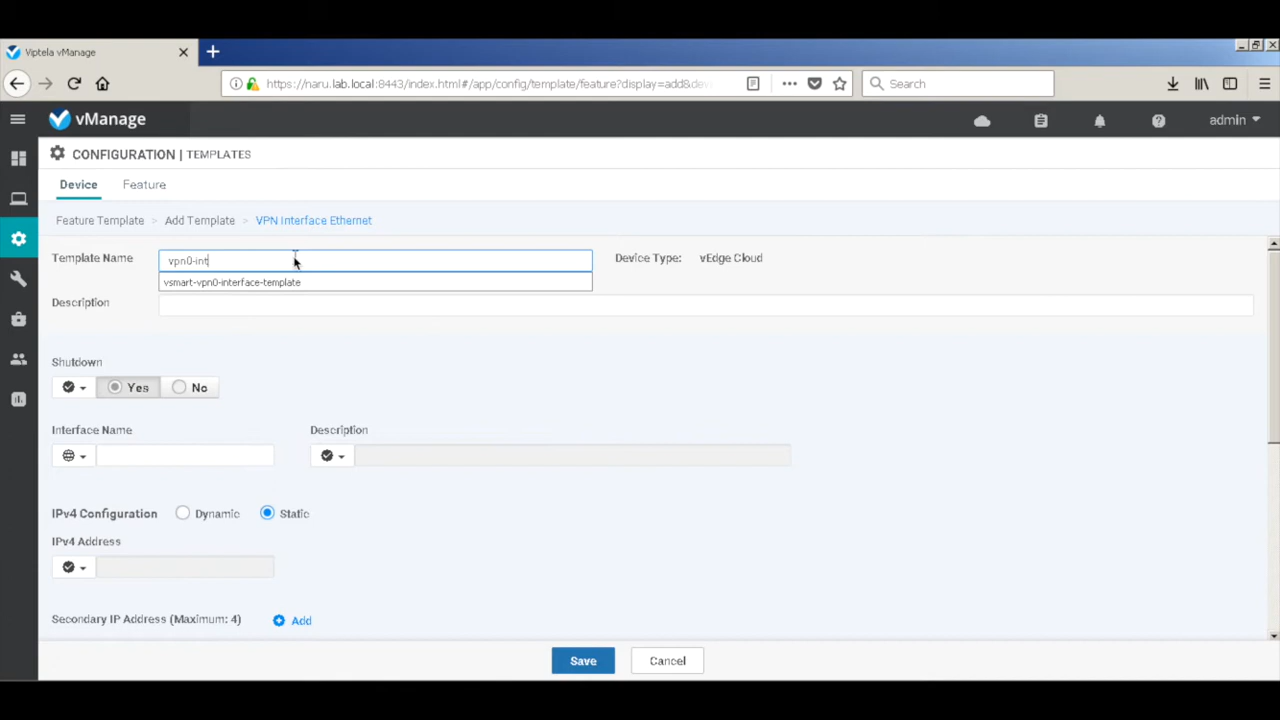 Viptela vManage
https://naru.lab.local:8443/index.html#/app/config/template/feature?display=add&dev
Search
vManage
admin
CONFIGURATION | TEMPLATES
Device Feature
Feature Template > Add Template > VPN Interface Ethernet
Template Name vpn0-int Device Type: vEdge Cloud
vsmart-vpn0-interface-template
Description
Shutdown
Yes No
Interface Name Description
IPv4 Configuration Dynamic Static
IPv4 Address
Secondary IP Address (Maximum: 4) Add
Save Cancel